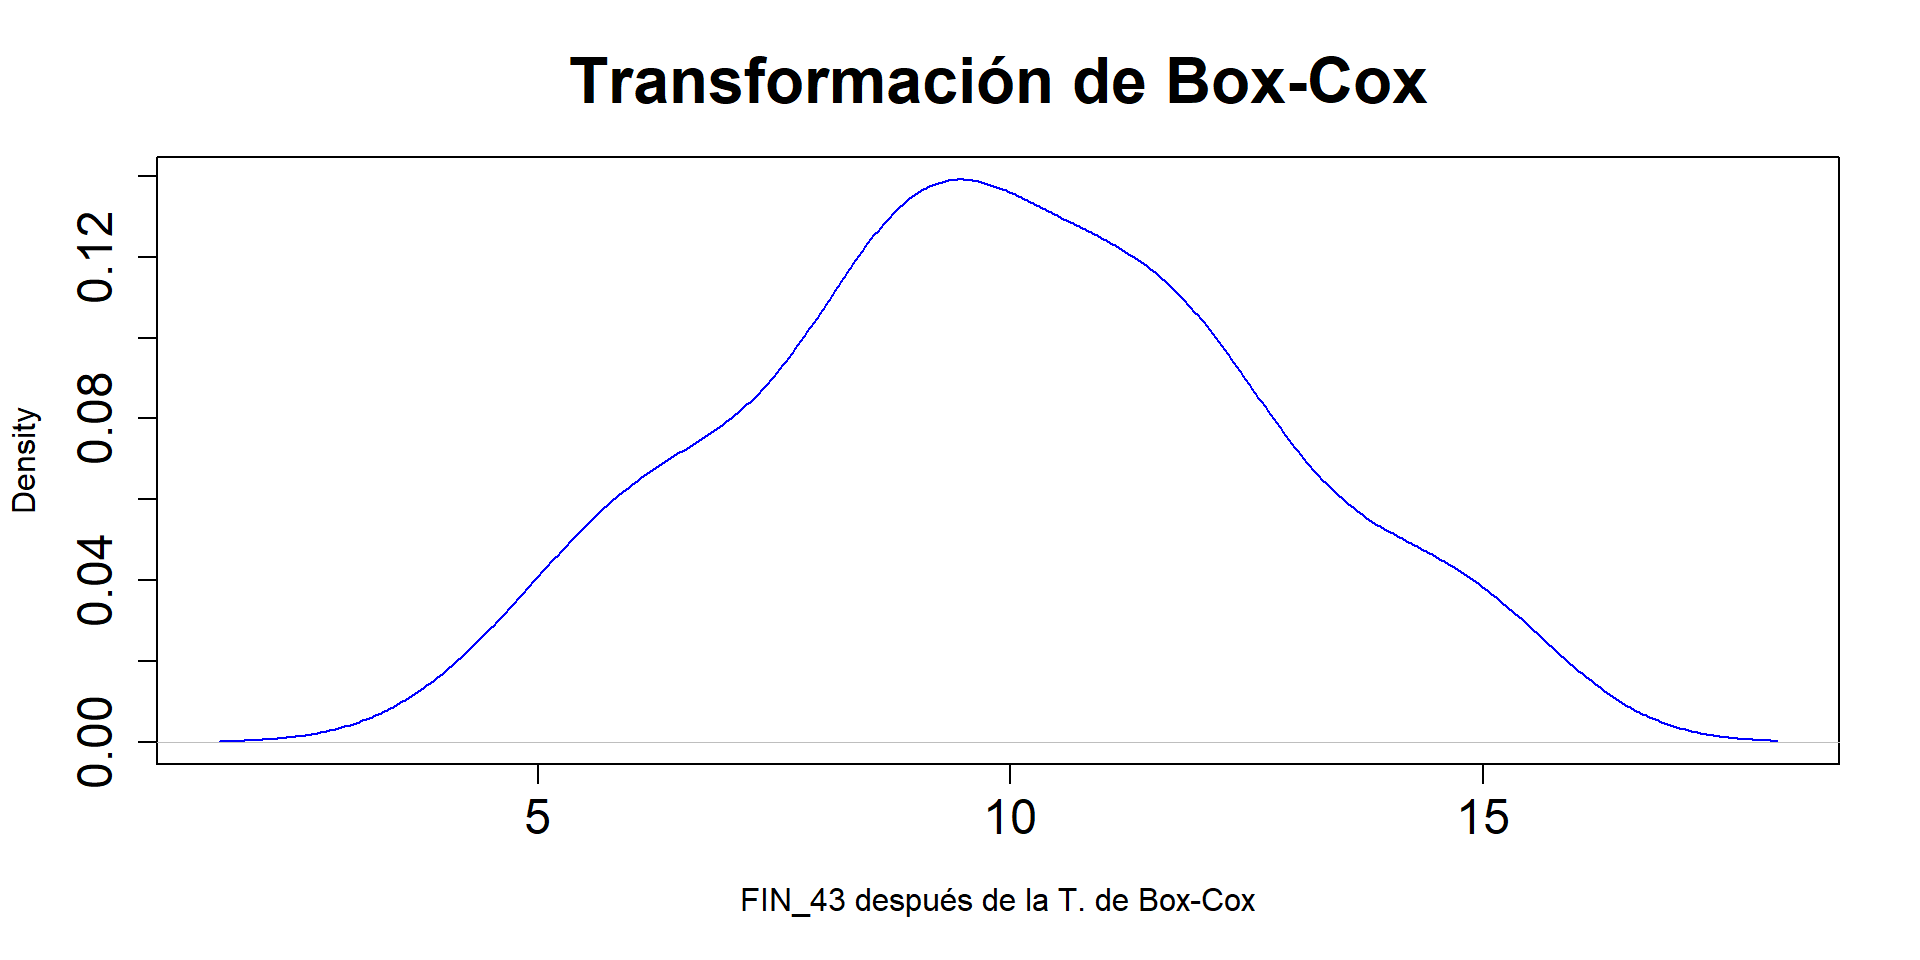 Transformación de Box-Cox
Density
0.12
0.08
0.04
0.00
5 10 15
FIN_43 después de la T. de Box-Cox